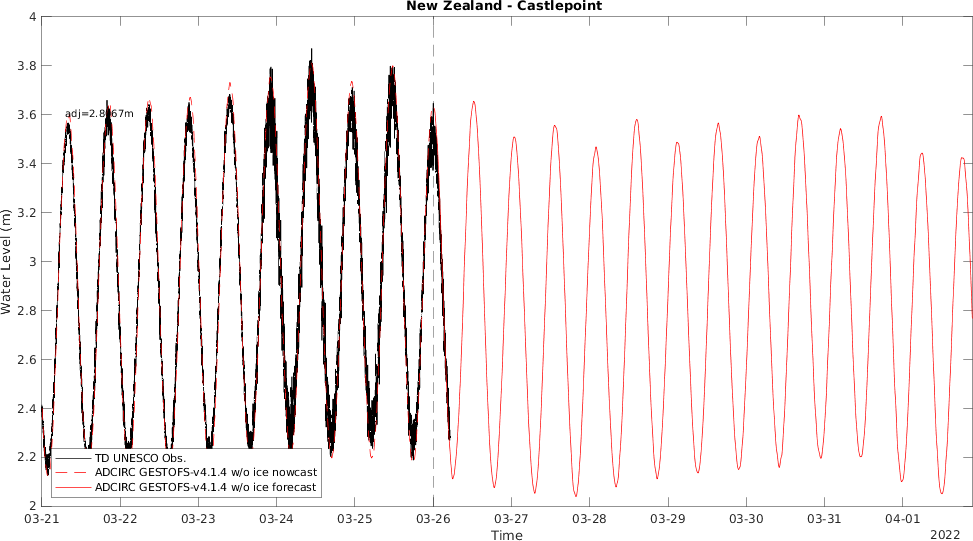 New Zealand - Castlepoint
4
3.8
3.6
3.4
3.2
3
2.8
2.6
2.4
2.2
2
Water Level (m)
TD UNESCO Obs.
ADCIRC GESTOFS-v4.1.4 w/o ice nowcast
ADCIRC GESTOFS-v4.1.4 w/o ice forecast
03-21 03-22 03-23 03-24 03-25 03-26 03-27 03-28 03-29 03-30 03-31 04-01
Time
2022